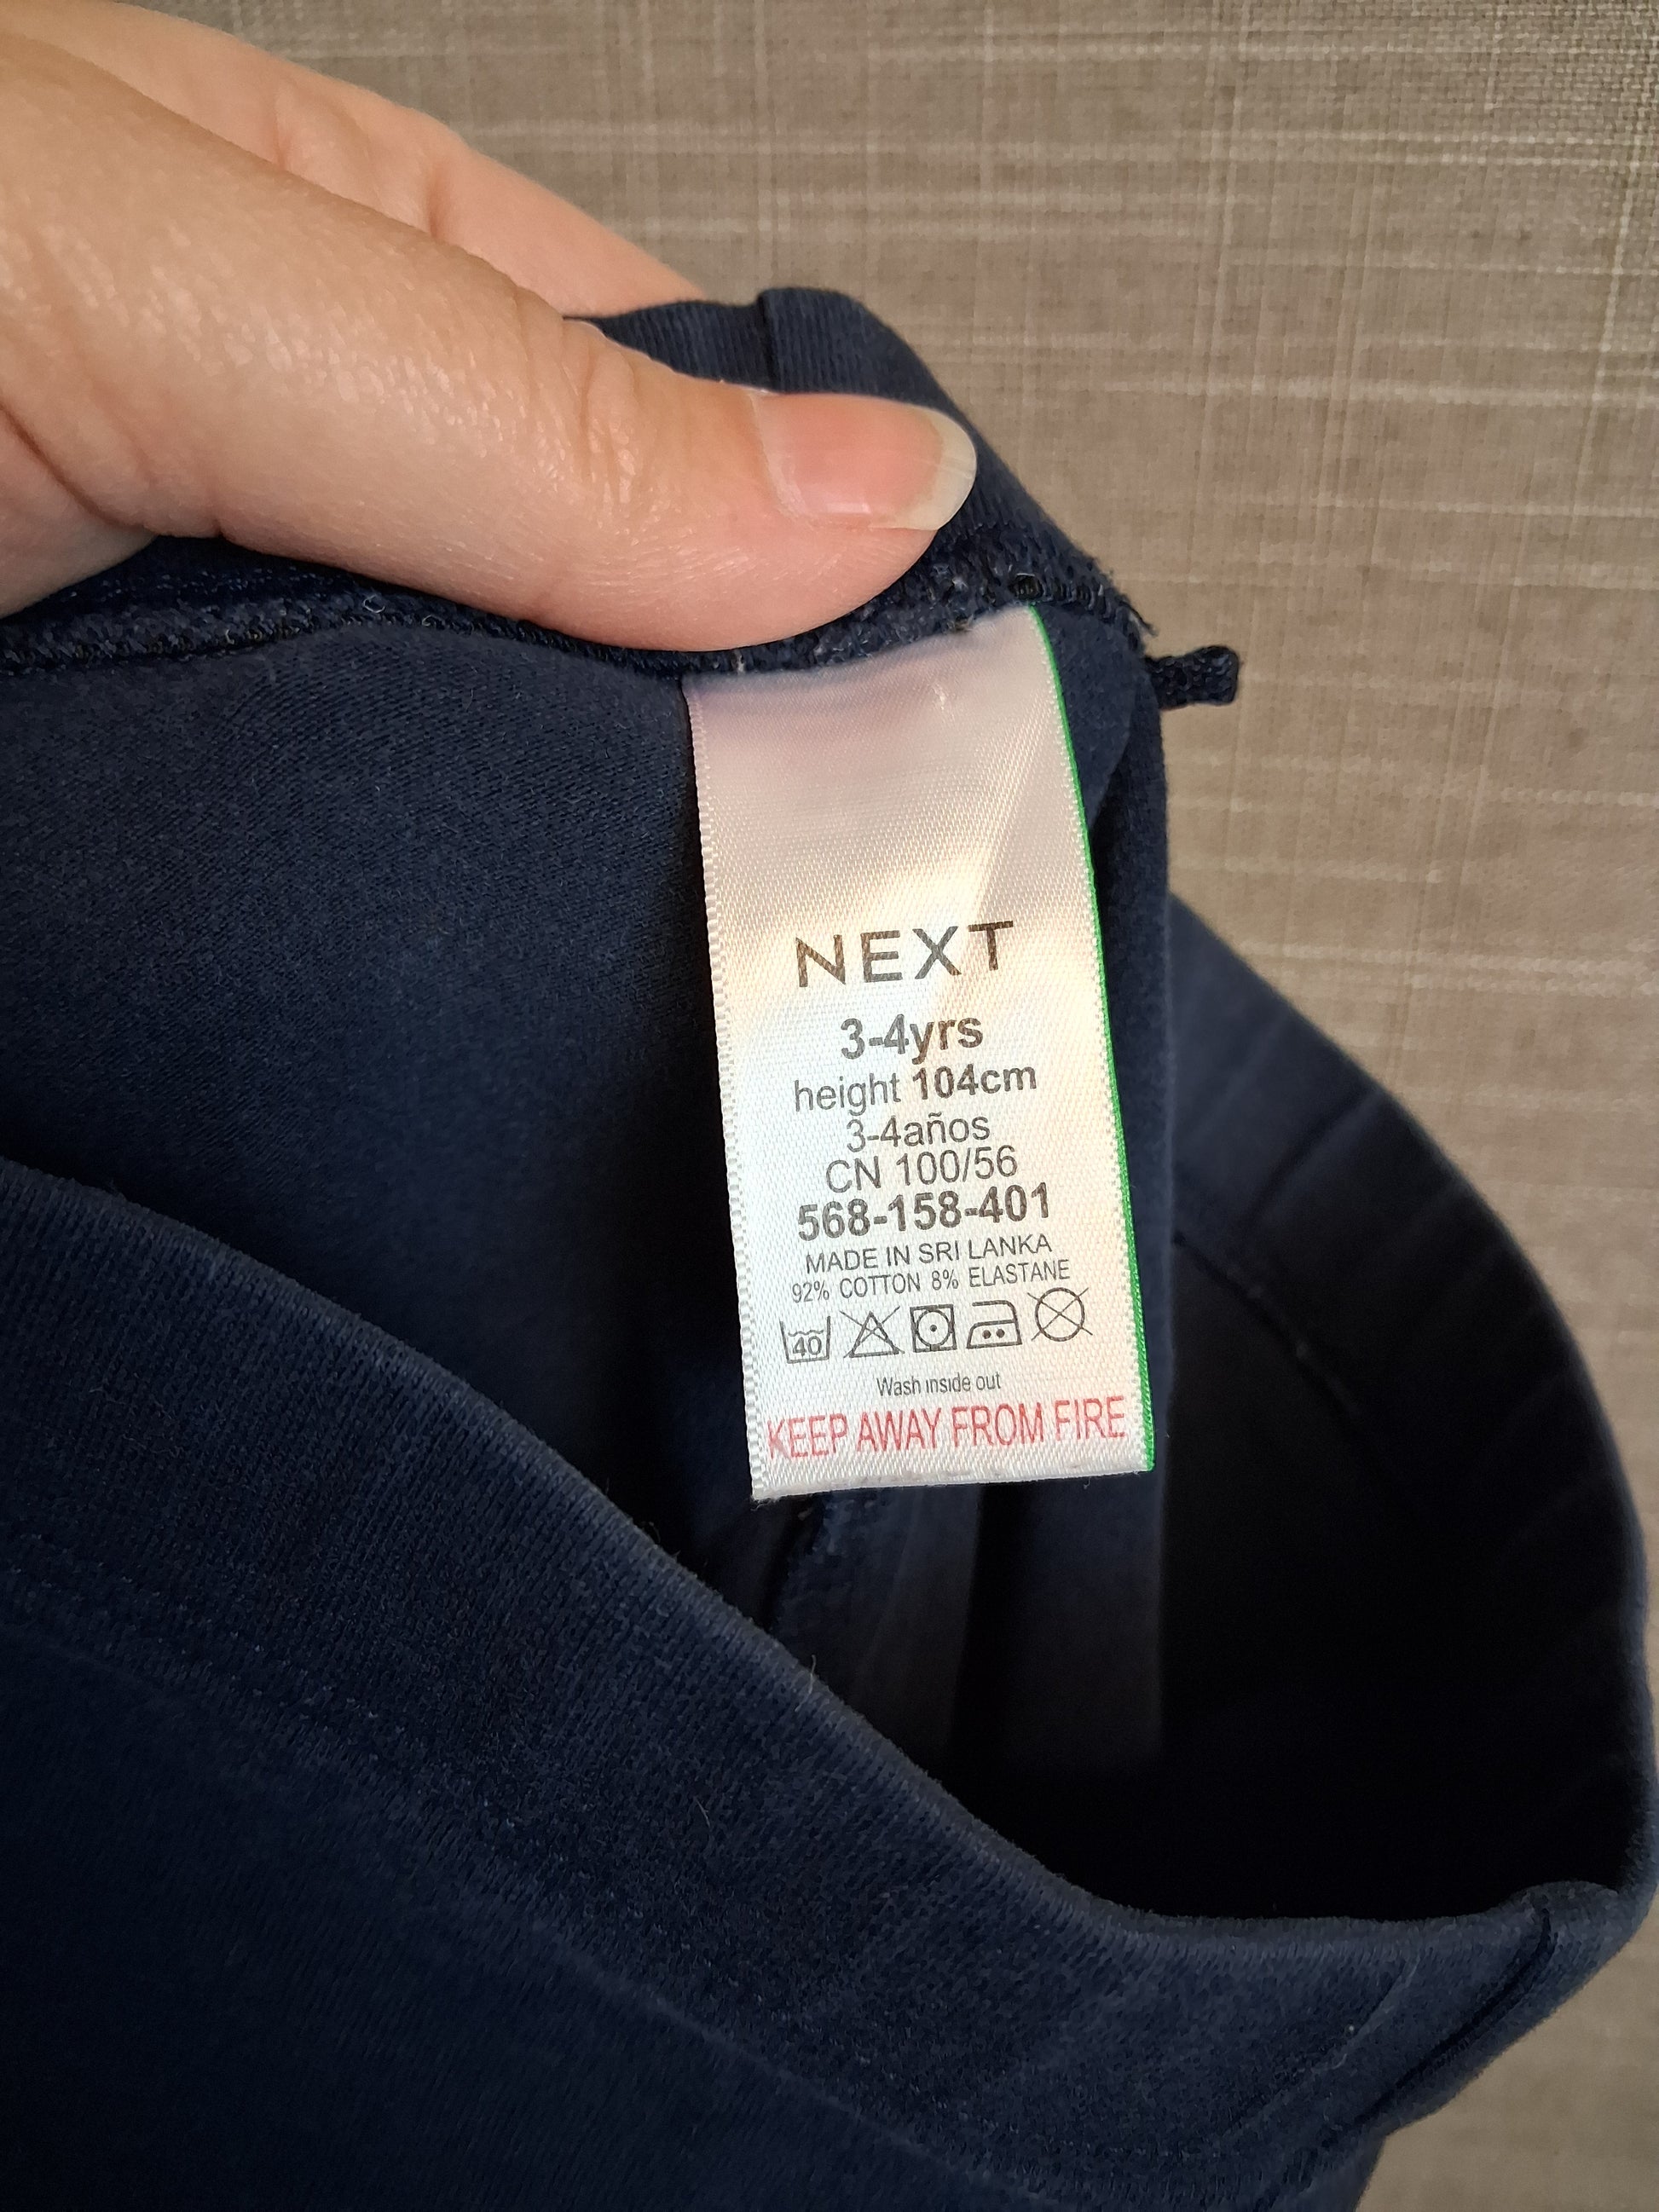 NEXT
3-4yrs
height 104cm
3-4años
CN 100/56
568-158-401
MADE IN SRI LANKA
92% COTTON 8% ELASTANE
40
Wash inside out
KEEP AWAY FROM FIRE